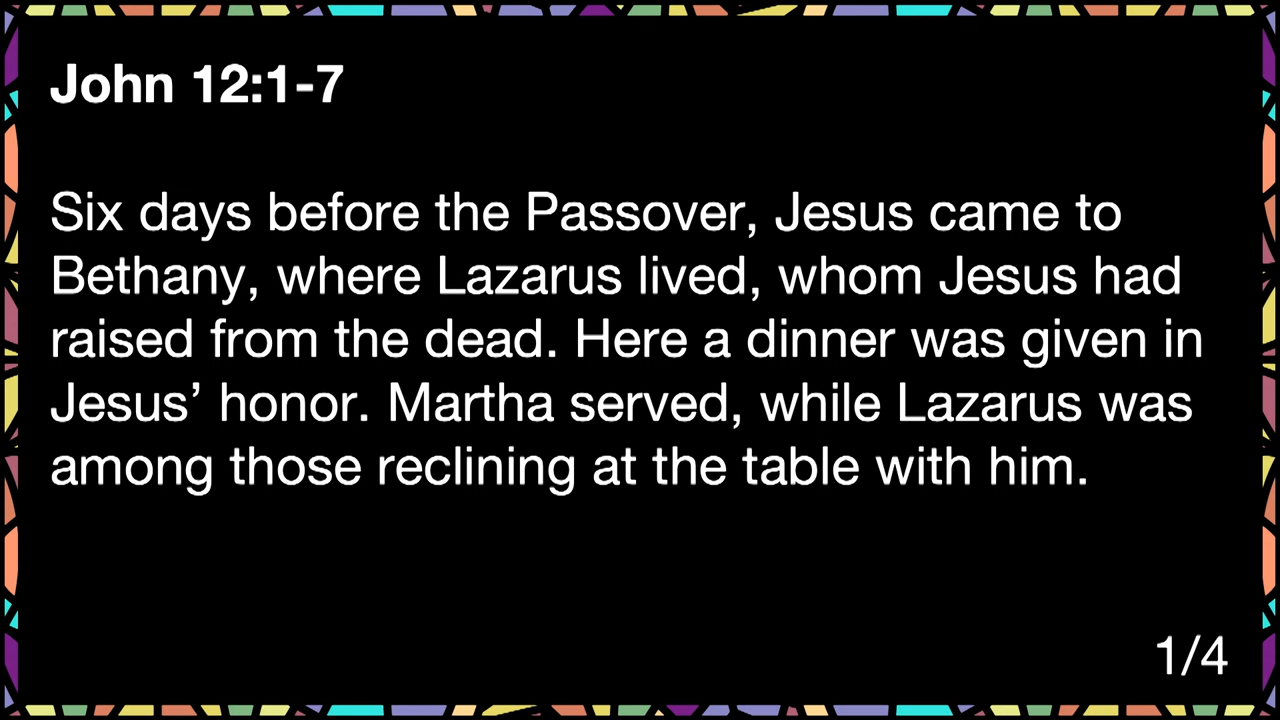 John 12:1-7
Six days before the Passover, Jesus came to
Bethany, where Lazarus lived, whom Jesus had
raised from the dead. Here a dinner was given in
Jesus’ honor. Martha served, while Lazarus was
among those reclining at the table with him.
1/4